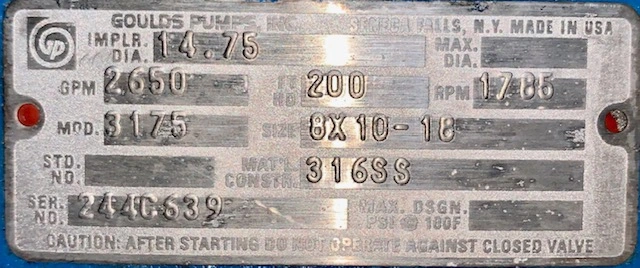 GOULDS PUMPS, INC. SENECA FALLS, N.Y. MADE IN USA
IMPLR. DIA. 14.75 MAX. DIA.
GPM 2650 FT HD 200 RPM 1785
MOD. 3175 SIZE 8X10-18
STD. NO. MAT'L. CONSTR. 316SS
SER. NO. 244C639 MAX. DSGN. PSI @ 100F
CAUTION: AFTER STARTING DO NOT OPERATE AGAINST CLOSED VALVE